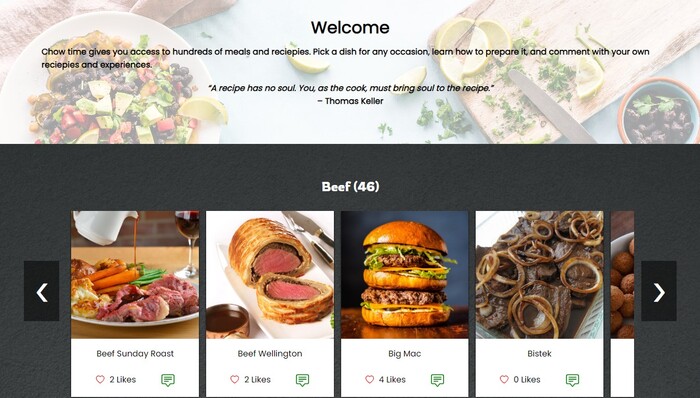 Welcome
Chow time gives you access to hundreds of meals and reciepies. Pick a dish for any occasion, learn how to prepare it, and comment with your own
reciepies and experiences.
"A recipe has no soul. You, as the cook, must bring soul to the recipe."
– Thomas Keller
Beef (46)
Beef Sunday Roast
Beef Wellington
Big Mac
Bistek
2 Likes
2 Likes
4 Likes
0 Likes